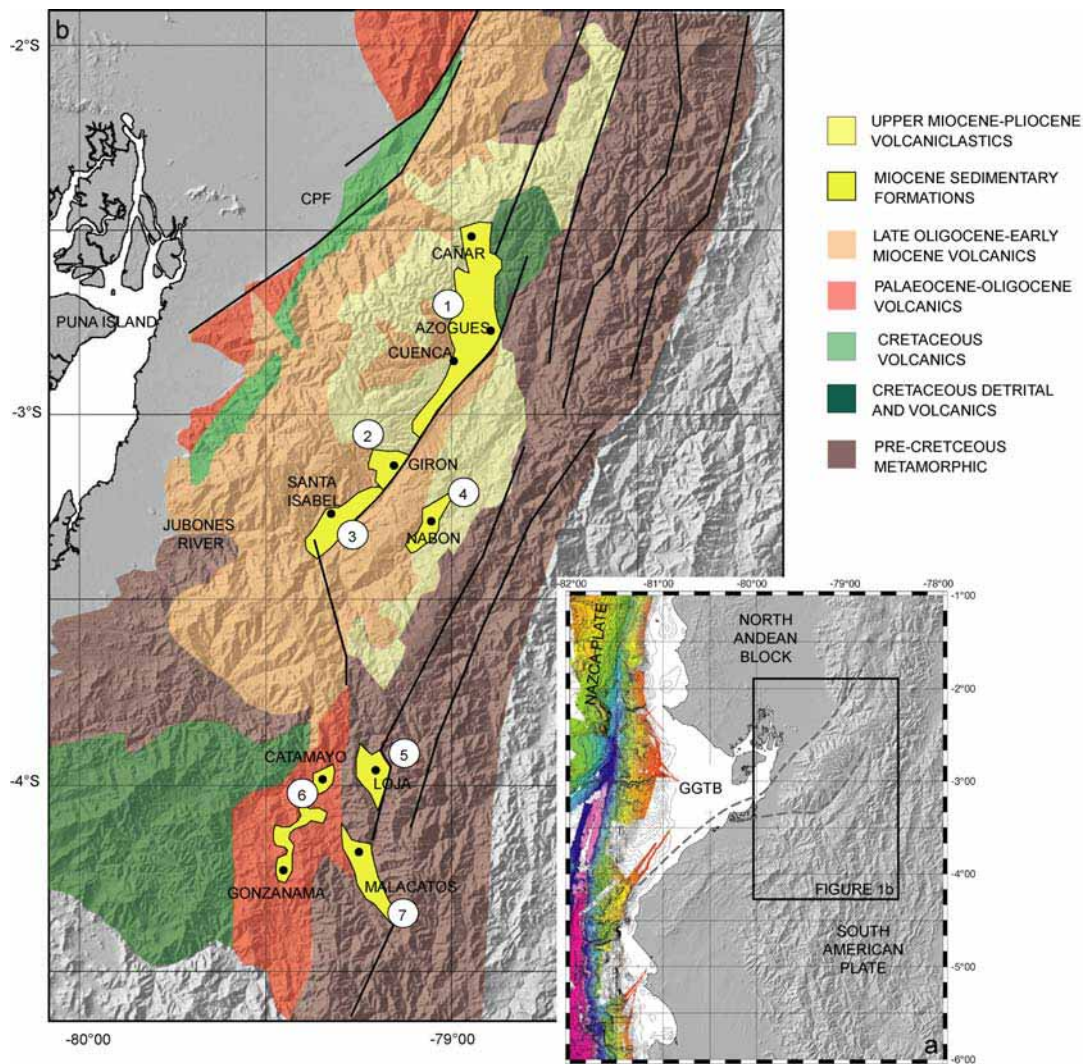 b
-2°S
-3°S
-4°S
-80°00
-79°00
CPF
PUNA ISLAND
CAÑAR
1
AZOGUES
CUENCA
2
GIRON
SANTA
ISABEL
4
3
NABON
JUBONES
RIVER
CATAMAYO
5
LOJA
6
GONZANAMA
MALACATOS
7
UPPER MIOCENE-PLIOCENE
VOLCANICLASTICS
MIOCENE SEDIMENTARY
FORMATIONS
LATE OLIGOCENE-EARLY
MIOCENE VOLCANICS
PALAEOCENE-OLIGOCENE
VOLCANICS
CRETACEOUS
VOLCANICS
CRETACEOUS DETRITAL
AND VOLCANICS
PRE-CRETCEOUS
METAMORPHIC
-82°00
-81°00
-80°00
-79°00
-78°00
-1°00
-2°00
-3°00
-4°00
-5°00
-6°00
NAZCA PLATE
NORTH
ANDEAN
BLOCK
GGTB
FIGURE 1b
SOUTH
AMERICAN
PLATE
a